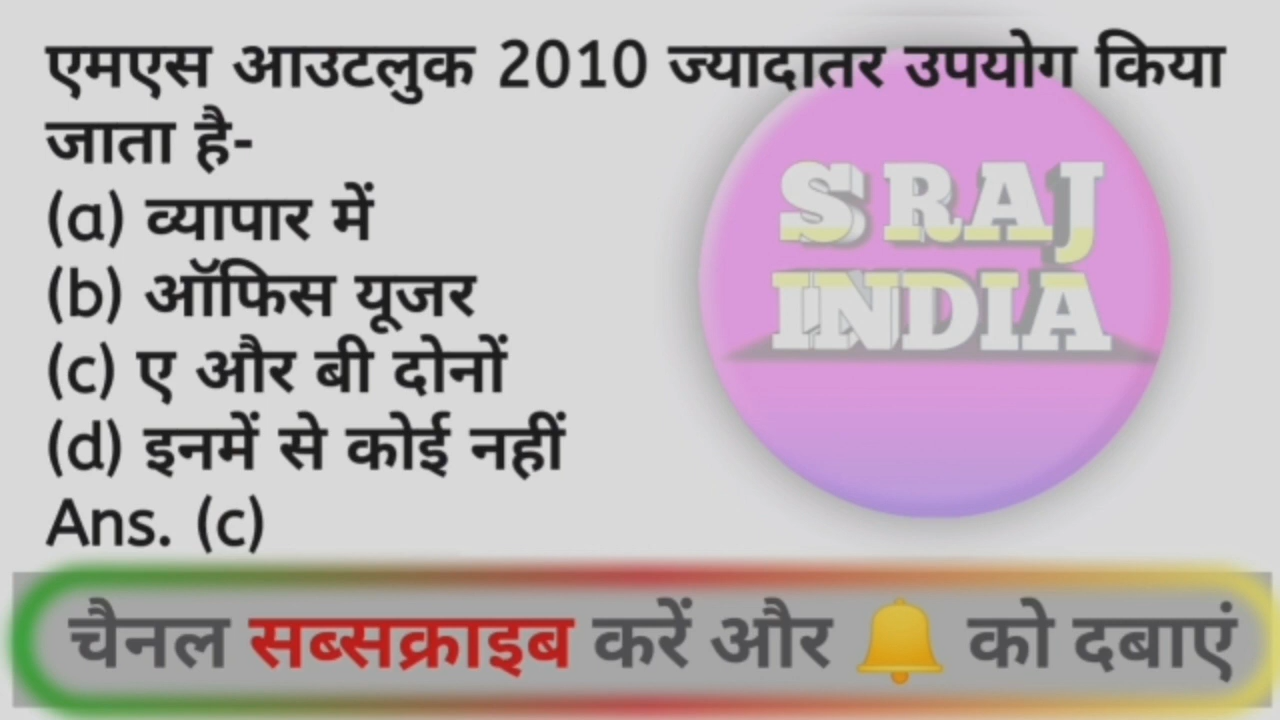 एमएस आउटलुक 2010 ज्यादातर उपयोग किया
जाता है-
(a) व्यापार में
(b) ऑफिस यूजर
(c) ए और बी दोनों
(d) इनमें से कोई नहीं
Ans. (c)
S RAJ
INDIA
चैनल सब्सक्राइब करें और 🔔 को दबाएं